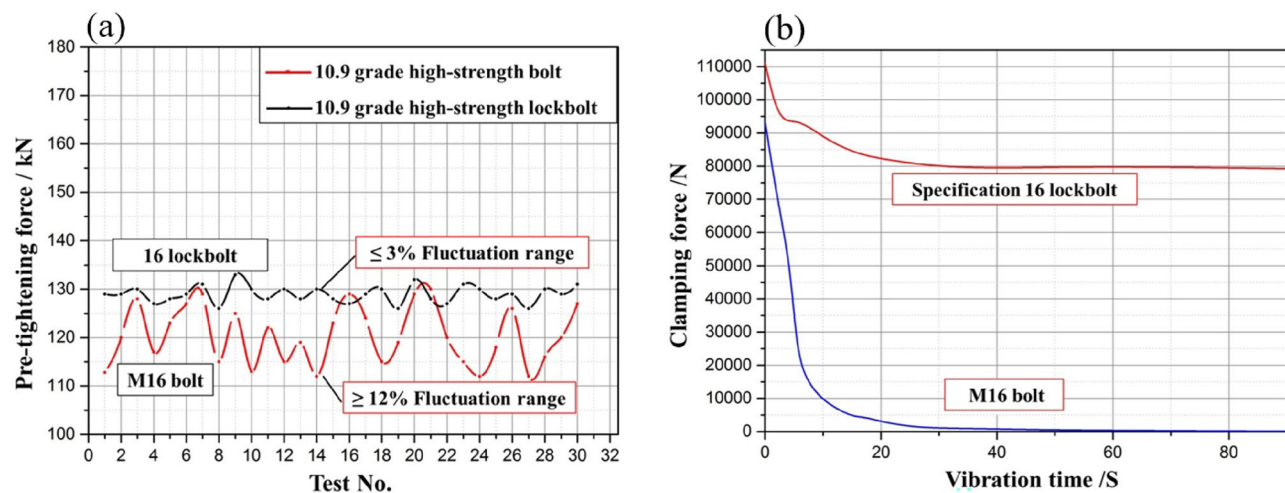 (a)
180
170
160
150
140
130
120
110
100
Pre-tightening force / kN
10.9 grade high-strength bolt
10.9 grade high-strength lockbolt
16 lockbolt
≤ 3% Fluctuation range
M16 bolt
≥ 12% Fluctuation range
0 2 4 6 8 10 12 14 16 18 20 22 24 26 28 30 32
Test No.
(b)
110000
100000
90000
80000
70000
60000
50000
40000
30000
20000
10000
0
Clamping force /N
Specification 16 lockbolt
M16 bolt
0 20 40 60 80
Vibration time /S